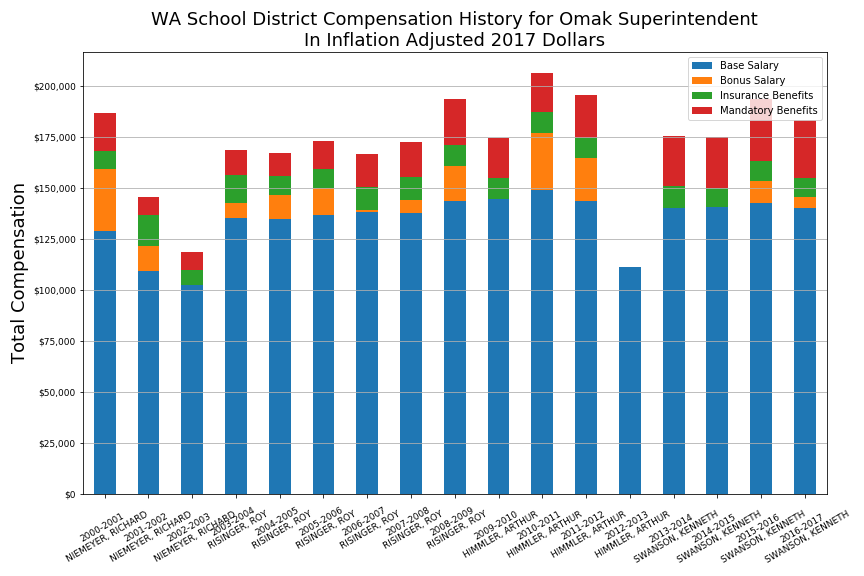 WA School District Compensation History for Omak Superintendent
In Inflation Adjusted 2017 Dollars
Base Salary
Bonus Salary
Insurance Benefits
Mandatory Benefits
Total Compensation
$200,000
$175,000
$150,000
$125,000
$100,000
$75,000
$50,000
$25,000
$0
2000-2001
NIEMEYER, RICHARD
2001-2002
NIEMEYER, RICHARD
2002-2003
NIEMEYER, RICHARD
2003-2004
RISINGER, ROY
2004-2005
RISINGER, ROY
2005-2006
RISINGER, ROY
2006-2007
RISINGER, ROY
2007-2008
RISINGER, ROY
2008-2009
RISINGER, ROY
2009-2010
HIMMLER, ARTHUR
2010-2011
HIMMLER, ARTHUR
2011-2012
HIMMLER, ARTHUR
2012-2013
HIMMLER, ARTHUR
2013-2014
SWANSON, KENNETH
2014-2015
SWANSON, KENNETH
2015-2016
SWANSON, KENNETH
2016-2017
SWANSON, KENNETH